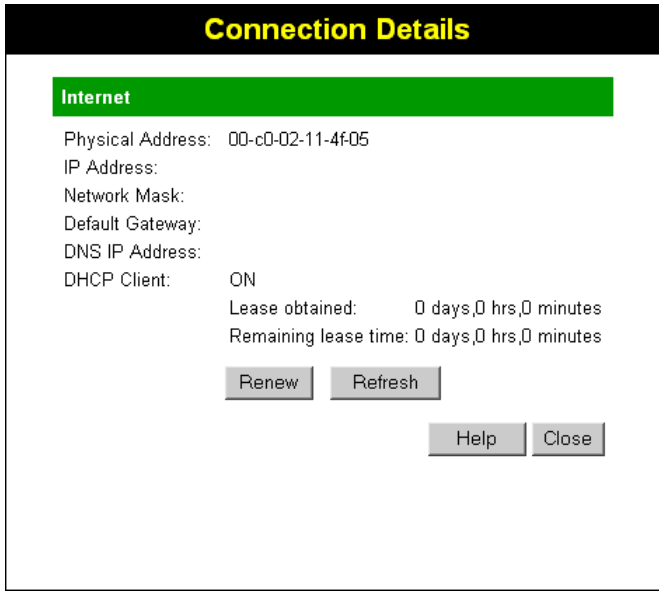 Connection Details
Internet
Physical Address: 00-c0-02-11-4f-05
IP Address:
Network Mask:
Default Gateway:
DNS IP Address:
DHCP Client: ON
Lease obtained: 0 days,0 hrs,0 minutes
Remaining lease time: 0 days,0 hrs,0 minutes
Renew Refresh
Help Close